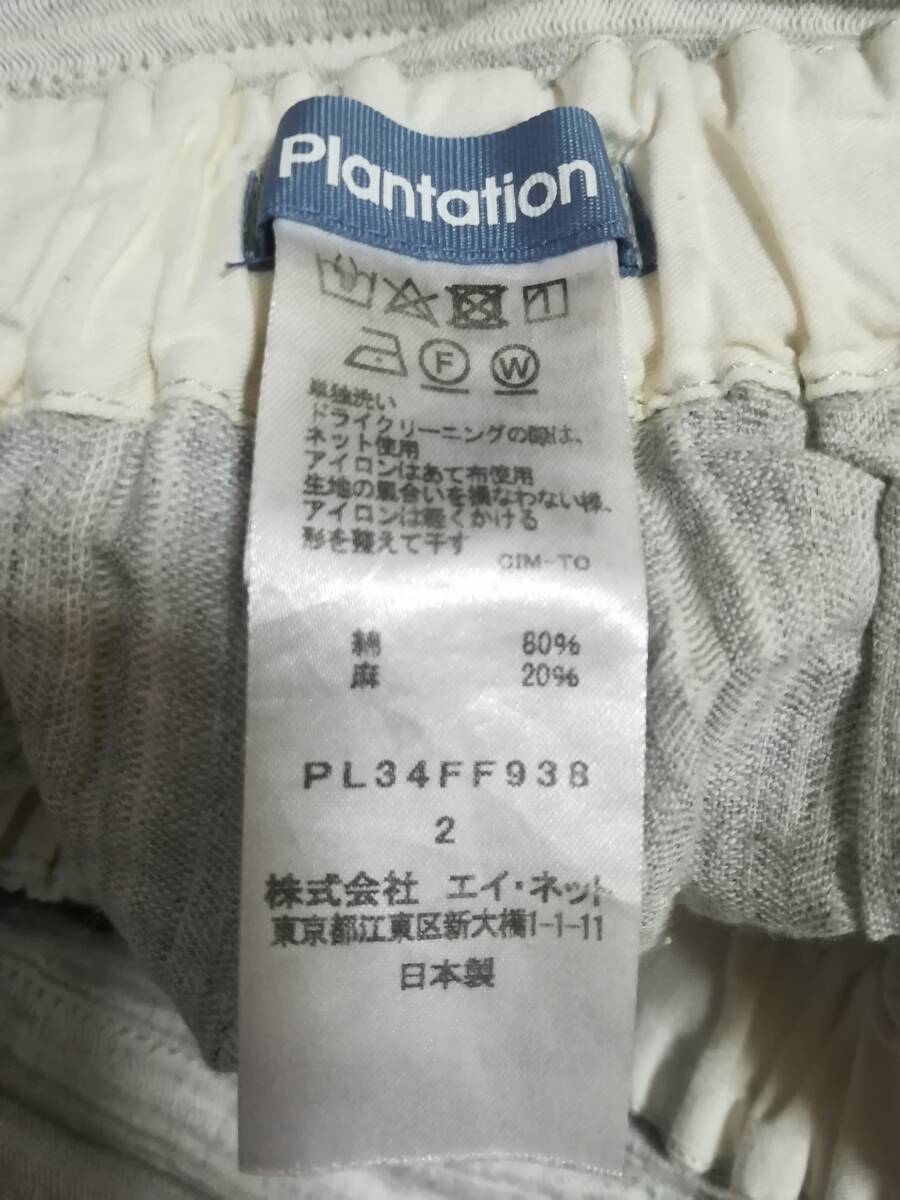 Plantation
F W
単独洗い
ドライクリーニングの際は、
ネット使用
アイロンはあて布使用
生地の風合いを損なわない様、
アイロンは軽くかける
形を整えて干す
CIM-TO
綿 80%
麻 20%
PL34FF938
2
株式会社 エイ・ネット
東京都江東区新大橋1-1-11
日本製